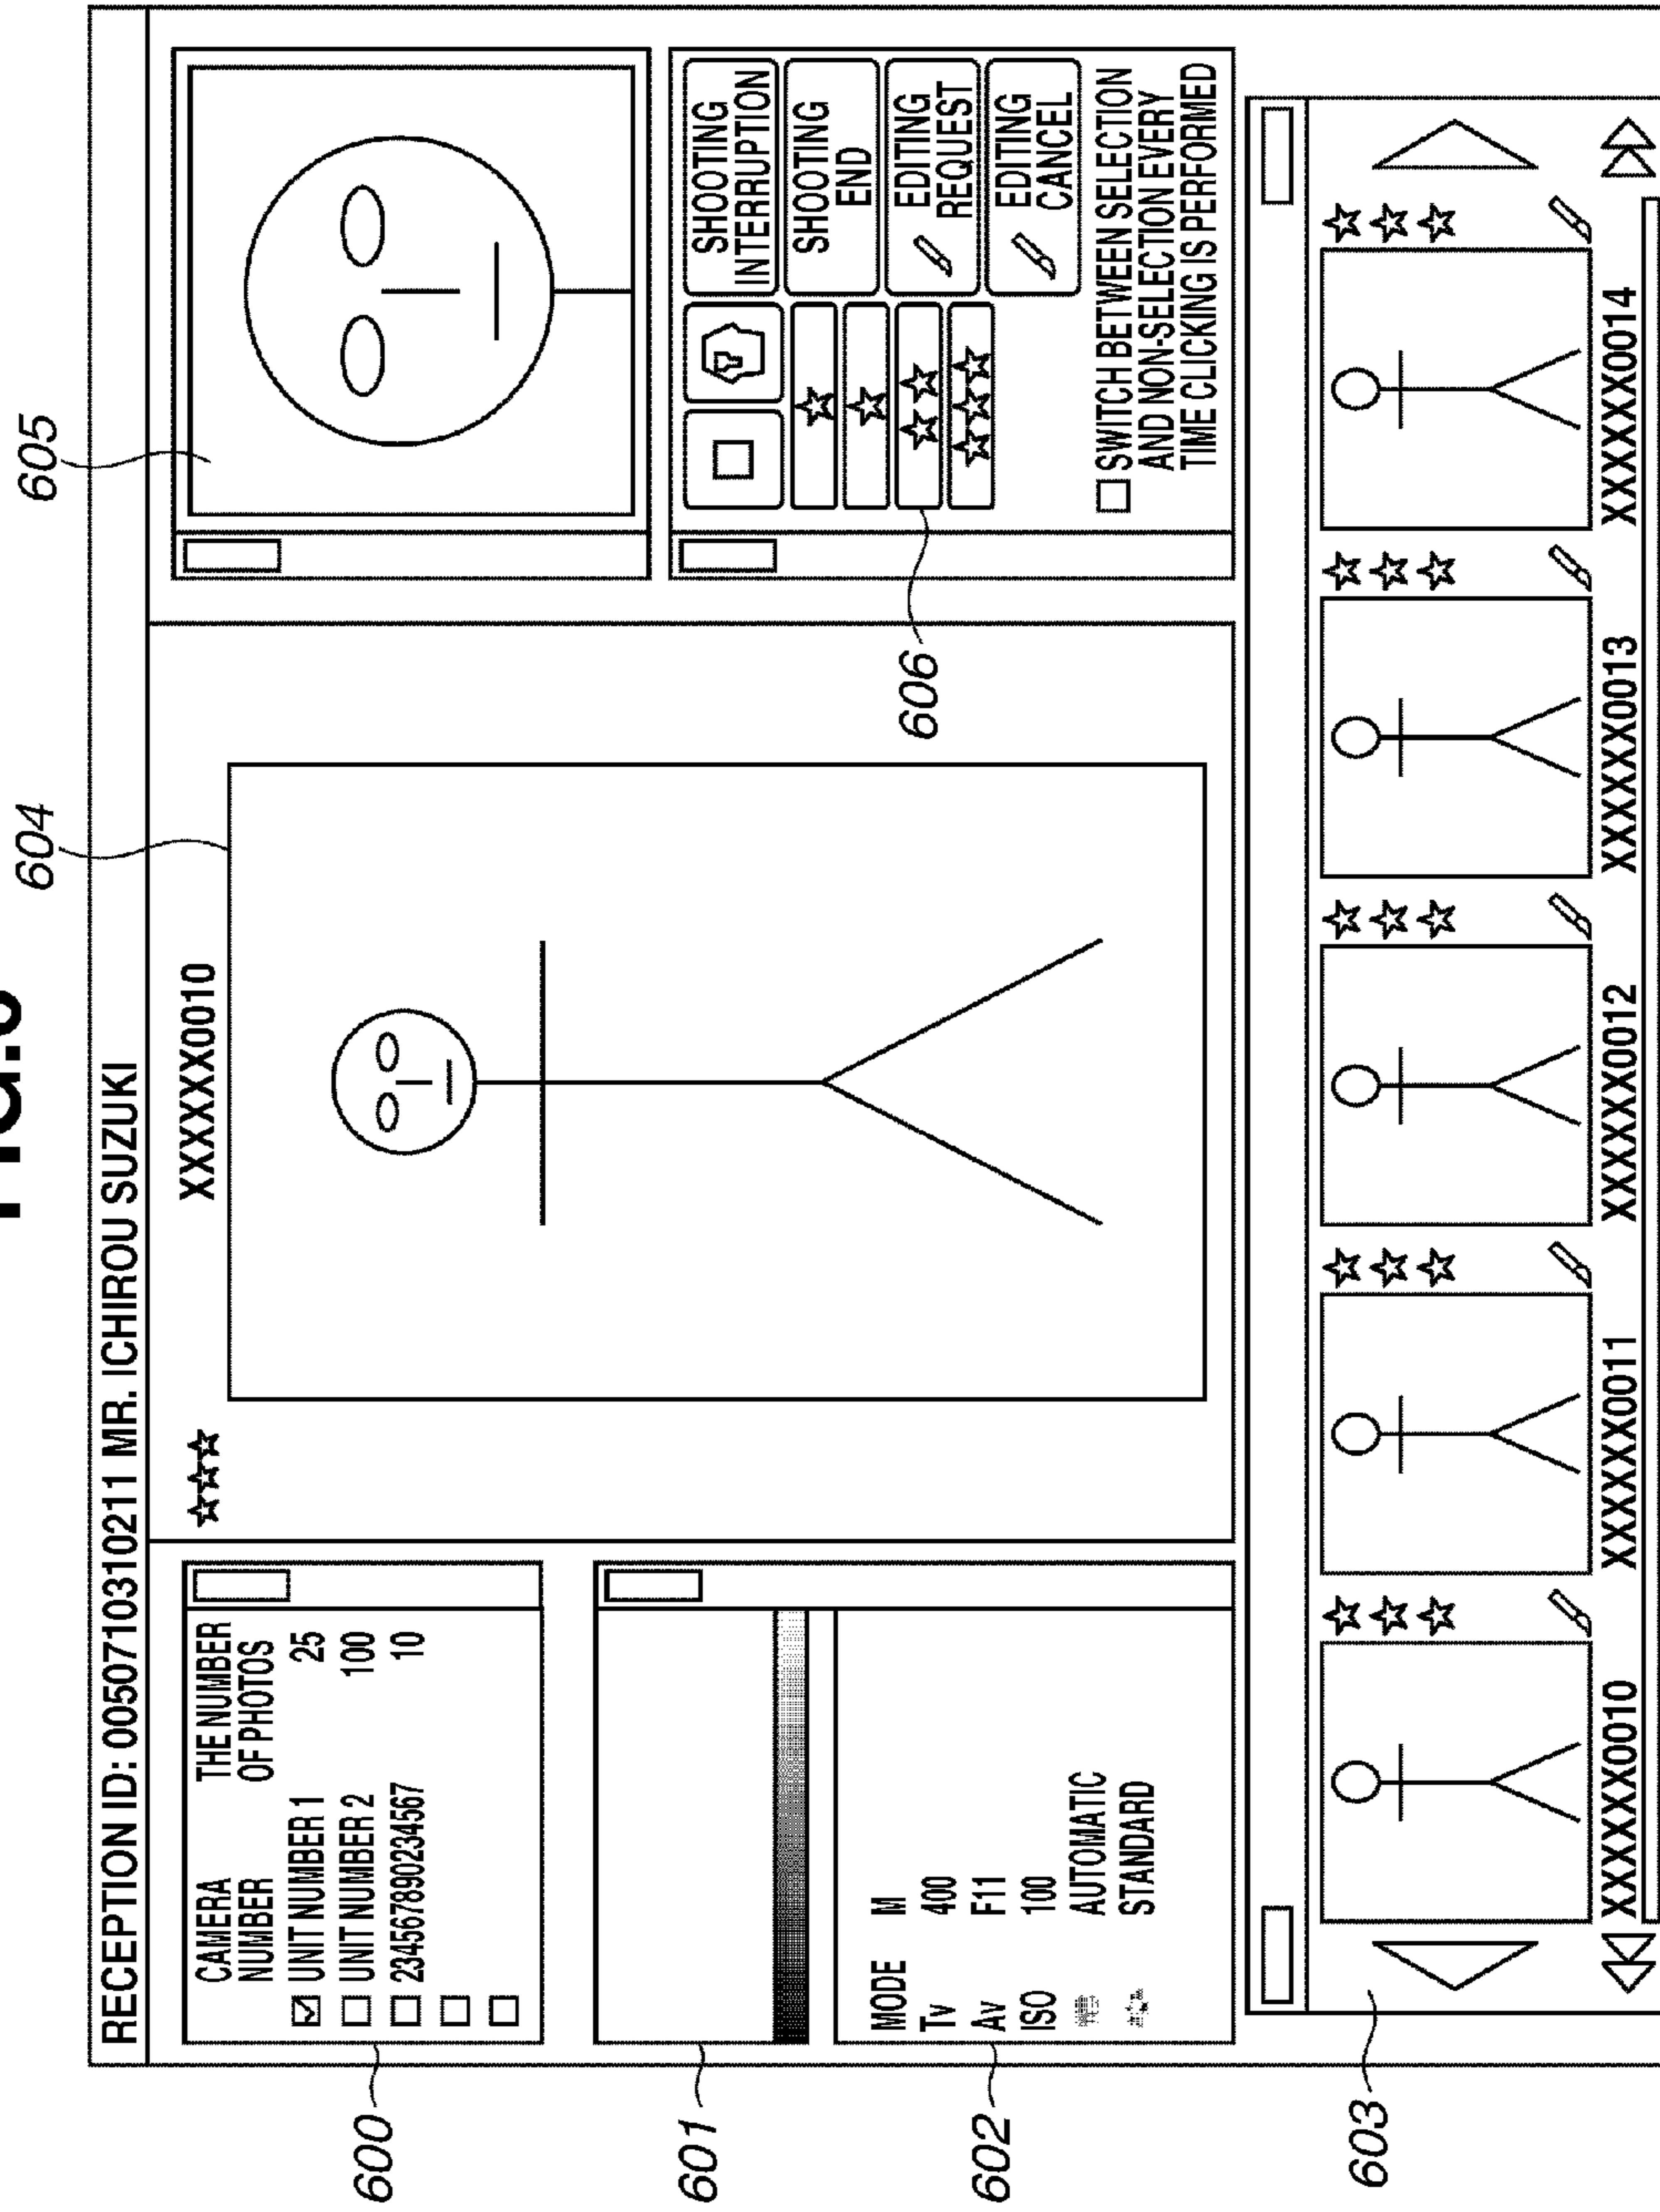 FIG.6
RECEPTION ID: 0050710310211 MR. ICHIROU SUZUKI
600
CAMERA NUMBER
THE NUMBER OF PHOTOS
UNIT NUMBER 1 25
UNIT NUMBER 2 100
234567890234567 10
601
602
MODE M
Tv 400
Av F11
ISO 100
AUTOMATIC
STANDARD
604
XXXXXX0010
605
606
SHOOTING
INTERRUPTION
SHOOTING
END
EDITING
REQUEST
EDITING
CANCEL
SWITCH BETWEEN SELECTION
AND NON-SELECTION EVERY
TIME CLICKING IS PERFORMED
603
XXXXXX0010 XXXXXX0011 XXXXXX0012 XXXXXX0013 XXXXXX0014